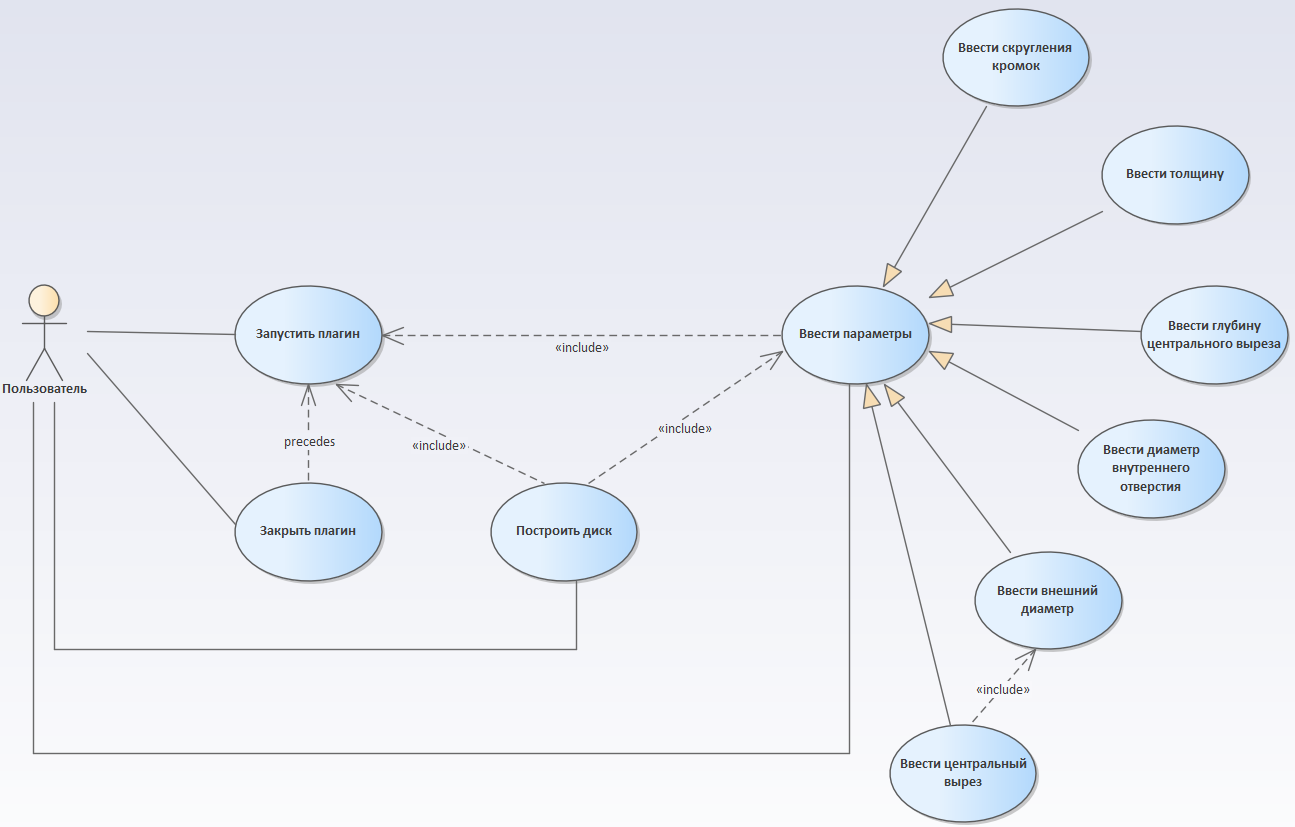 Ввести скругления
кромок
Ввести толщину
Запустить плагин
«include»
Ввести параметры
Ввести глубину
центрального выреза
Пользователь
precedes
«include»
«include»
Ввести диаметр
внутреннего
отверстия
Закрыть плагин
Построить диск
Ввести внешний
диаметр
«include»
Ввести центральный
вырез